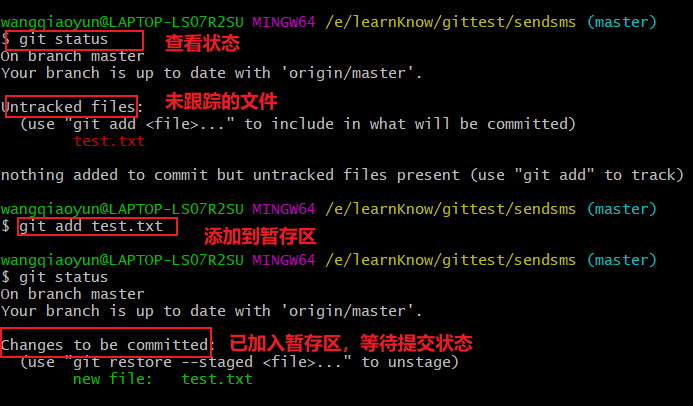 wangqiaoyun@LAPTOP-LSO7R2SU MINGW64 /e/learnKnow/gittest/sendsms (master)
$ git status 查看状态
On branch master
Your branch is up to date with 'origin/master'.
Untracked files: 未跟踪的文件
(use "git add <file>..." to include in what will be committed)
test.txt
nothing added to commit but untracked files present (use "git add" to track)
wangqiaoyun@LAPTOP-LSO7R2SU MINGW64 /e/learnKnow/gittest/sendsms (master)
$ git add test.txt 添加到暂存区
wangqiaoyun@LAPTOP-LSO7R2SU MINGW64 /e/learnKnow/gittest/sendsms (master)
$ git status
On branch master
Your branch is up to date with 'origin/master'.
Changes to be committed: 已加入暂存区，等待提交状态
(use "git restore --staged <file>..." to unstage)
new file:   test.txt